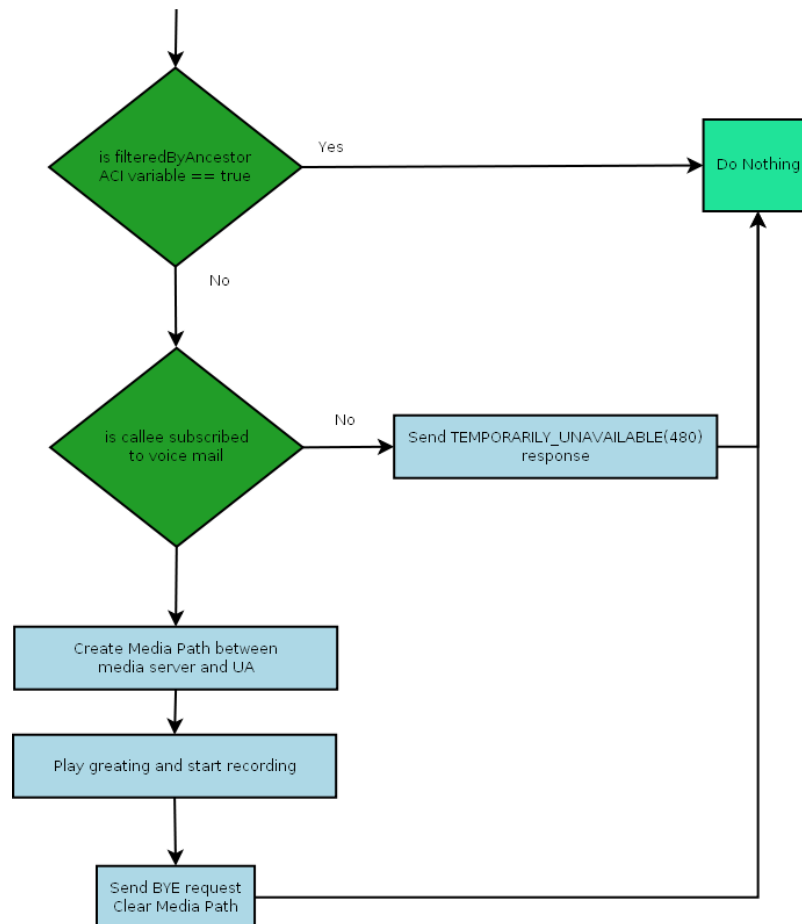 is filteredByAncestor
ACI variable == true
Yes
Do Nothing
No
is callee subscribed
to voice mail
No
Send TEMPORARILY_UNAVAILABLE(480)
response
Create Media Path between
media server and UA
Play greating and start recording
Send BYE request
Clear Media Path